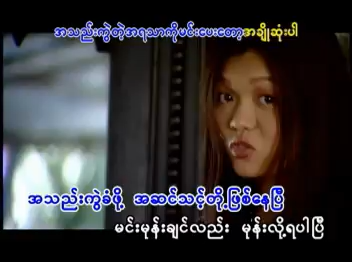 အသည်းကွဲတဲ့အရသာကိုမင်းပေးတော့အချိုဆုံးပါ
အသည်းကွဲခံဖို့ အဆင်သင့်တို့ဖြစ်နေပြီ
မင်းမုန်းချင်လည်း မုန်းလို့ရပါပြီ